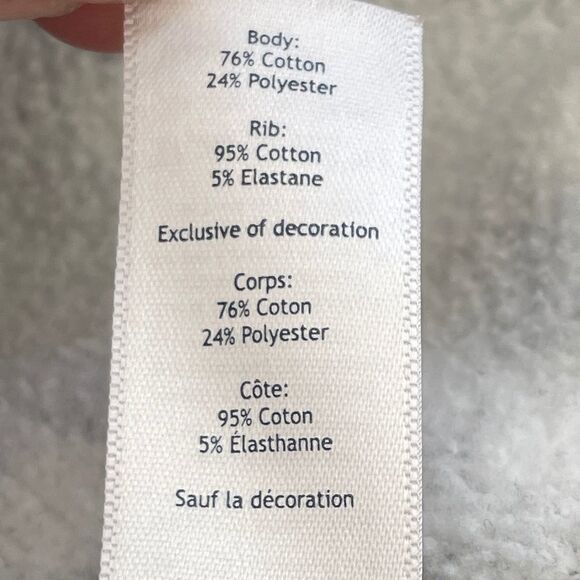 Body:
76% Cotton
24% Polyester
Rib:
95% Cotton
5% Elastane
Exclusive of decoration
Corps:
76% Coton
24% Polyester
Côte:
95% Coton
5% Élasthanne
Sauf la décoration